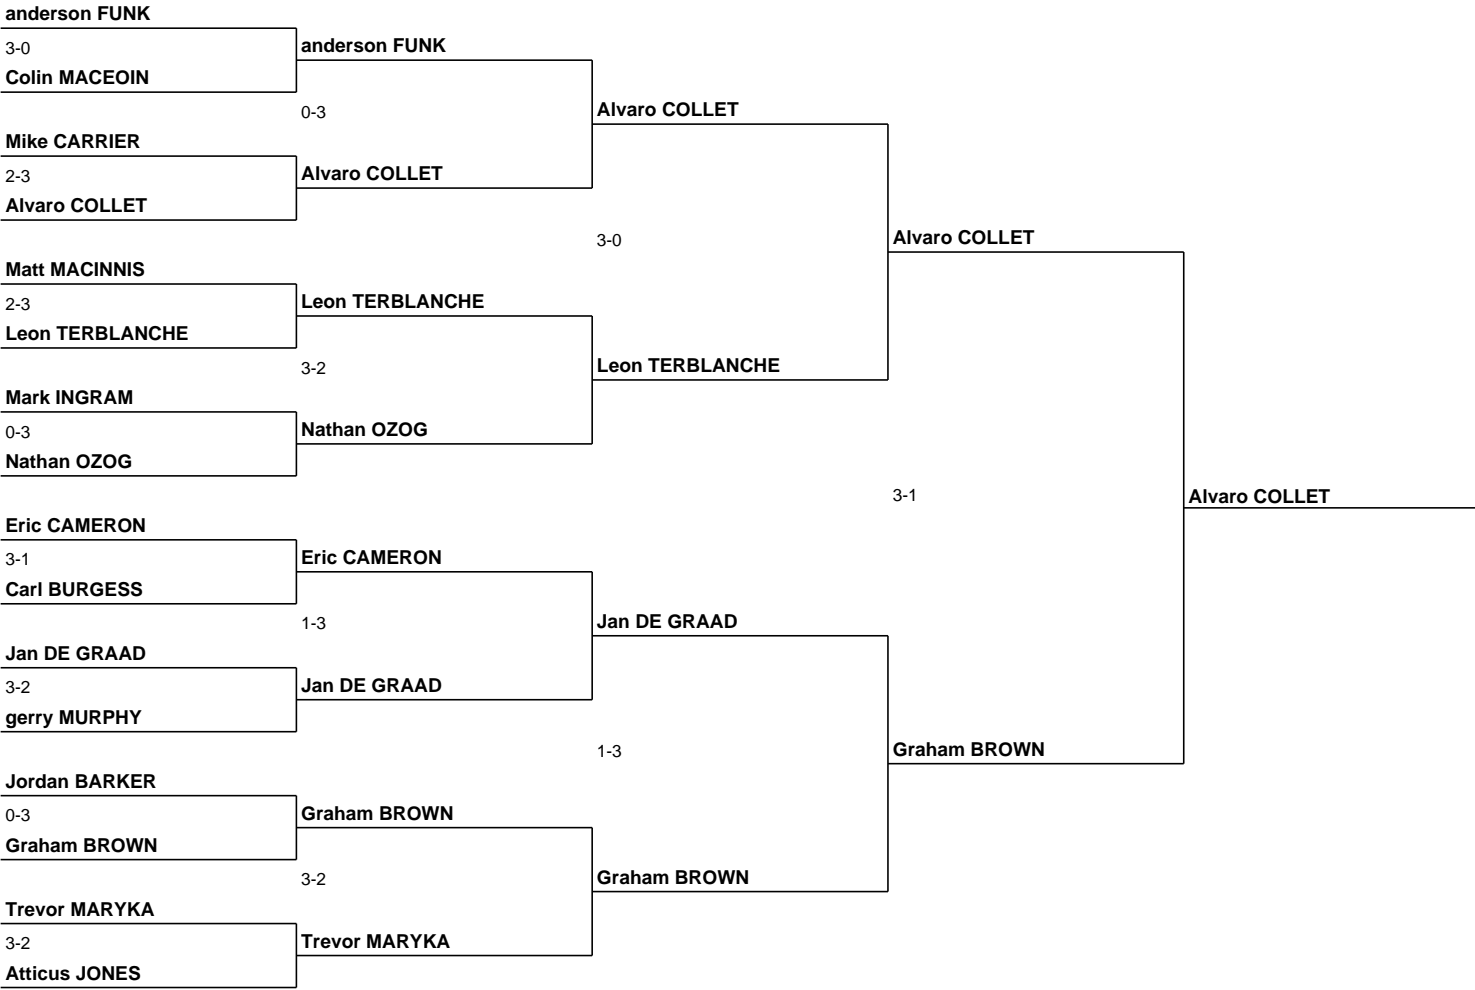 anderson FUNK
3-0
anderson FUNK
Colin MACEOIN
0-3
Alvaro COLLET
Mike CARRIER
2-3
Alvaro COLLET
Alvaro COLLET
3-0
Alvaro COLLET
Matt MACINNIS
2-3
Leon TERBLANCHE
Leon TERBLANCHE
3-2
Leon TERBLANCHE
Mark INGRAM
0-3
Nathan OZOG
Nathan OZOG
3-1
Alvaro COLLET
Eric CAMERON
3-1
Eric CAMERON
Carl BURGESS
1-3
Jan DE GRAAD
Jan DE GRAAD
3-2
Jan DE GRAAD
gerry MURPHY
1-3
Graham BROWN
Jordan BARKER
0-3
Graham BROWN
Graham BROWN
3-2
Graham BROWN
Trevor MARYKA
3-2
Trevor MARYKA
Atticus JONES